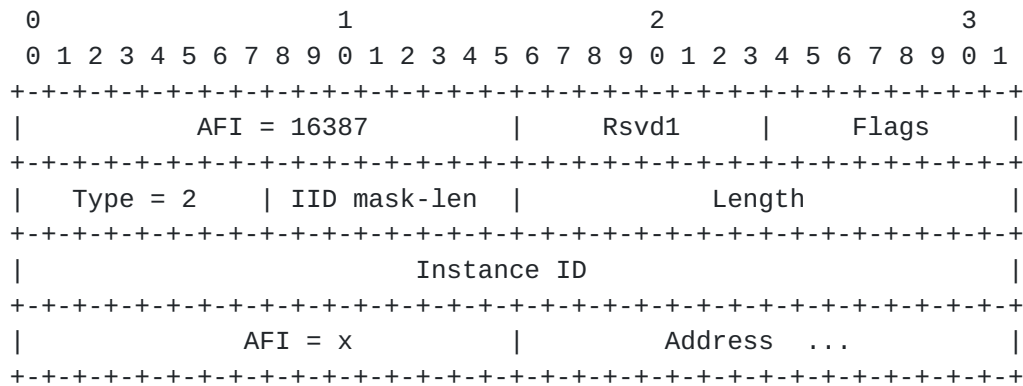 0                   1                   2                   3
 0 1 2 3 4 5 6 7 8 9 0 1 2 3 4 5 6 7 8 9 0 1 2 3 4 5 6 7 8 9 0 1
+-+-+-+-+-+-+-+-+-+-+-+-+-+-+-+-+-+-+-+-+-+-+-+-+-+-+-+-+-+-+-+-+
|           AFI = 16387         |     Rsvd1     |     Flags     |
+-+-+-+-+-+-+-+-+-+-+-+-+-+-+-+-+-+-+-+-+-+-+-+-+-+-+-+-+-+-+-+-+
|   Type = 2    | IID mask-len  |            Length             |
+-+-+-+-+-+-+-+-+-+-+-+-+-+-+-+-+-+-+-+-+-+-+-+-+-+-+-+-+-+-+-+-+
|                         Instance ID                           |
+-+-+-+-+-+-+-+-+-+-+-+-+-+-+-+-+-+-+-+-+-+-+-+-+-+-+-+-+-+-+-+-+
|              AFI = x          |         Address  ...          |
+-+-+-+-+-+-+-+-+-+-+-+-+-+-+-+-+-+-+-+-+-+-+-+-+-+-+-+-+-+-+-+-+